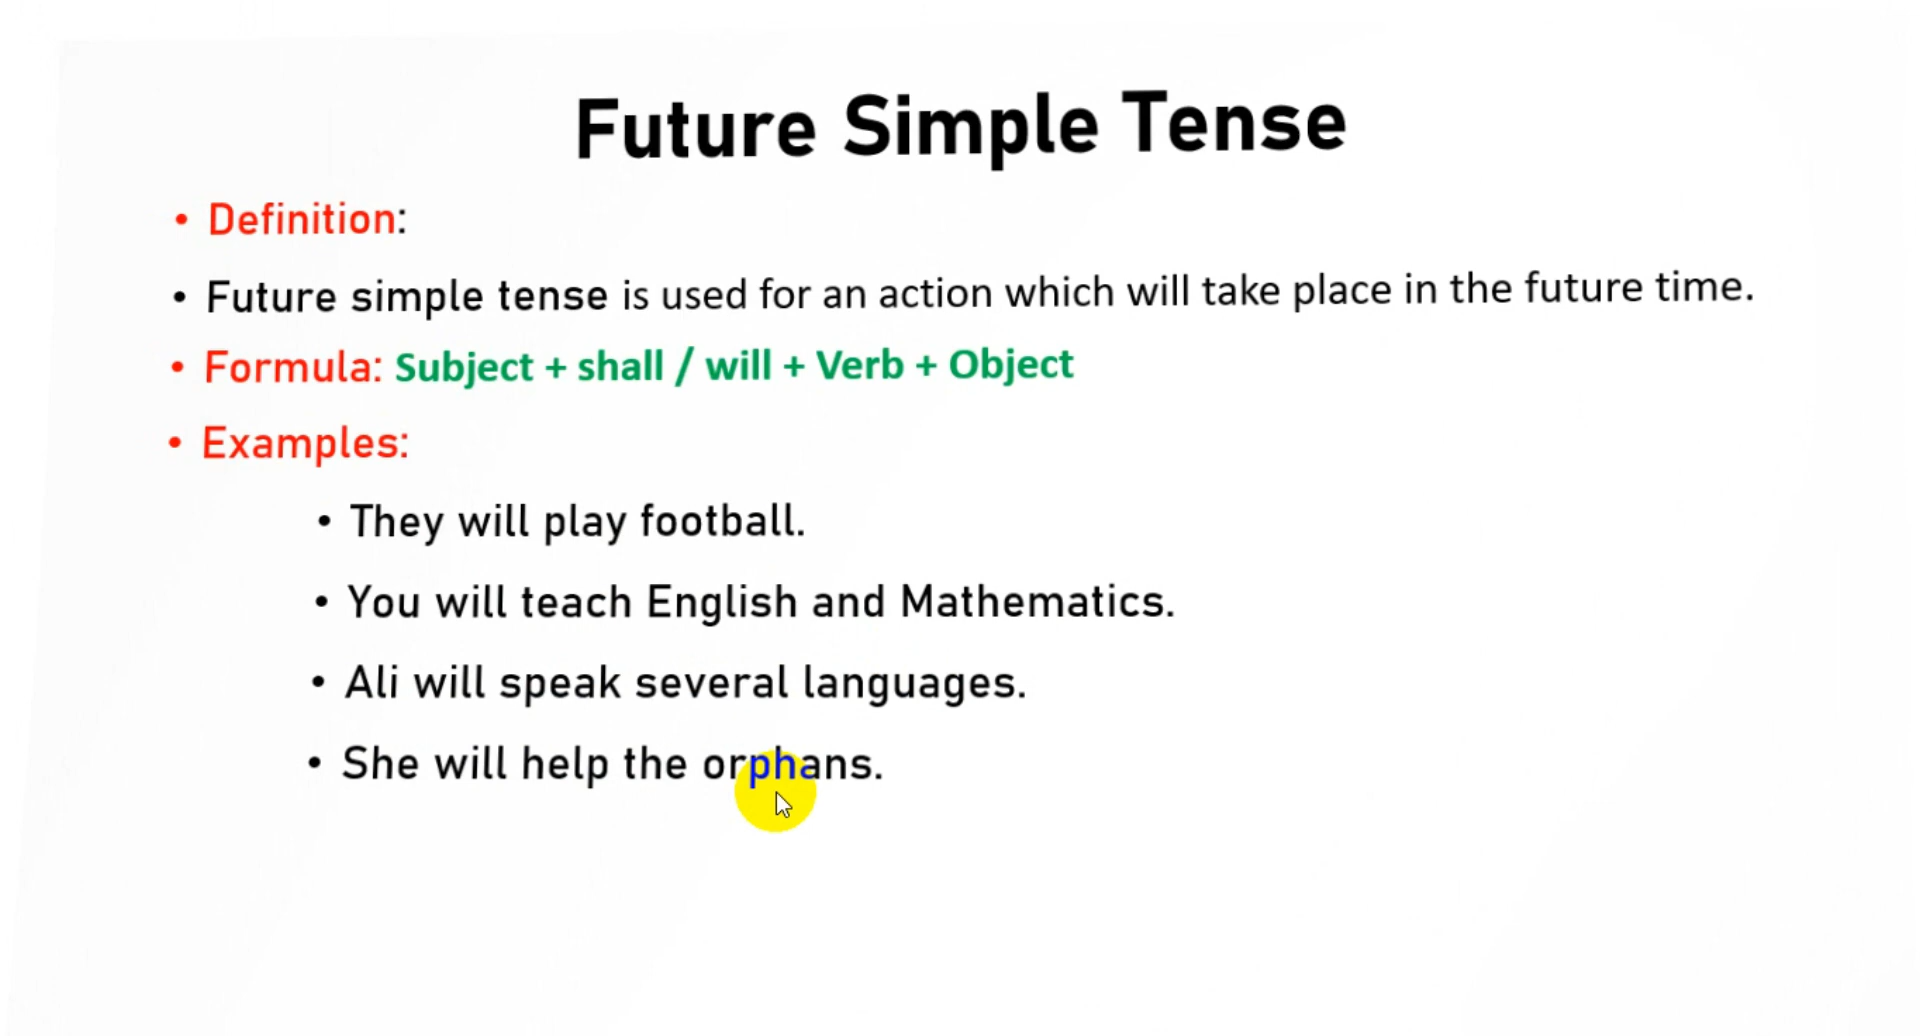 Future Simple Tense
• Definition:
• Future simple tense is used for an action which will take place in the future time.
• Formula: Subject + shall / will + Verb + Object
• Examples:
• They will play football.
• You will teach English and Mathematics.
• Ali will speak several languages.
• She will help the orphans.